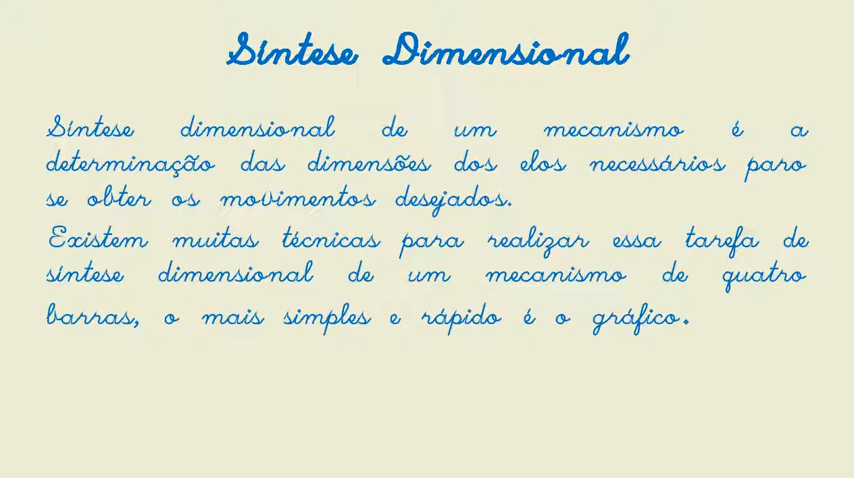 Síntese Dimensional
Síntese dimensional de um mecanismo é a
determinação das dimensões dos elos necessários paro
se obter os movimentos desejados.
Existem muitas técnicas para realizar essa tarefa de
síntese dimensional de um mecanismo de quatro
barras, o mais simples e rápido é o gráfico.